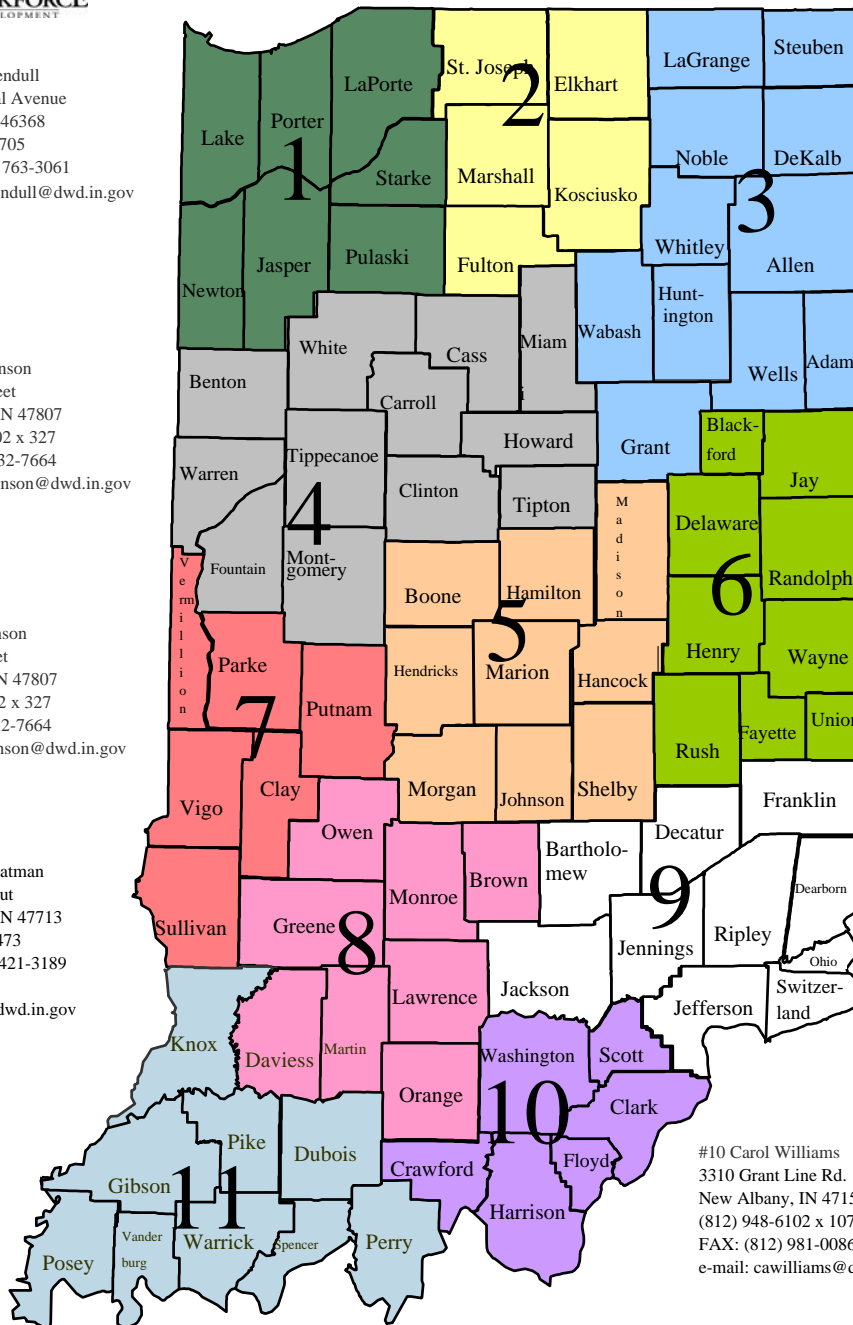 LOPMENT
al Avenue
46368
705
763-3061
ndull@dwd.in.gov
nson
eet
N 47807
02 x 327
32-7664
nson@dwd.in.gov
nson
et
N 47807
2 x 327
2-7664
nson@dwd.in.gov
atman
ut
N 47713
473
421-3189
dwd.in.gov
St. Joseph
Elkhart
LaGrange
Steuben
LaPorte
2
Lake
Porter
Noble
DeKalb
1
Starke
Marshall
Kosciusko
3
Whitley
Allen
Newton
Jasper
Pulaski
Fulton
Hunt-
ington
Wabash
White
Cass
Miam
i
Wells
Adam
Benton
Carroll
Howard
Grant
Black-
ford
Jay
Warren
Tippecanoe
Clinton
Tipton
4
Madison
Delaware
Randolph
Fountain
Mont-
gomery
Vermillion
Boone
Hamilton
6
5
Henry
Wayne
Parke
Hendricks
Marion
Hancock
Putnam
7
Rush
Fayette
Union
Vigo
Clay
Morgan
Johnson
Shelby
Franklin
Owen
Decatur
Bartholo-
mew
Monroe
Brown
9
Dearborn
Sullivan
Greene
8
Jennings
Ripley
Ohio
Lawrence
Jackson
Jefferson
Switzer-
land
Knox
Daviess
Martin
Washington
Scott
Orange
10
Clark
Pike
Dubois
Crawford
Floyd
Gibson
11
Harrison
Posey
Vander
burg
Warrick
Spencer
Perry
#10 Carol Williams
3310 Grant Line Rd.
New Albany, IN 4715
(812) 948-6102 x 107
FAX: (812) 981-0086
e-mail: cawilliams@d